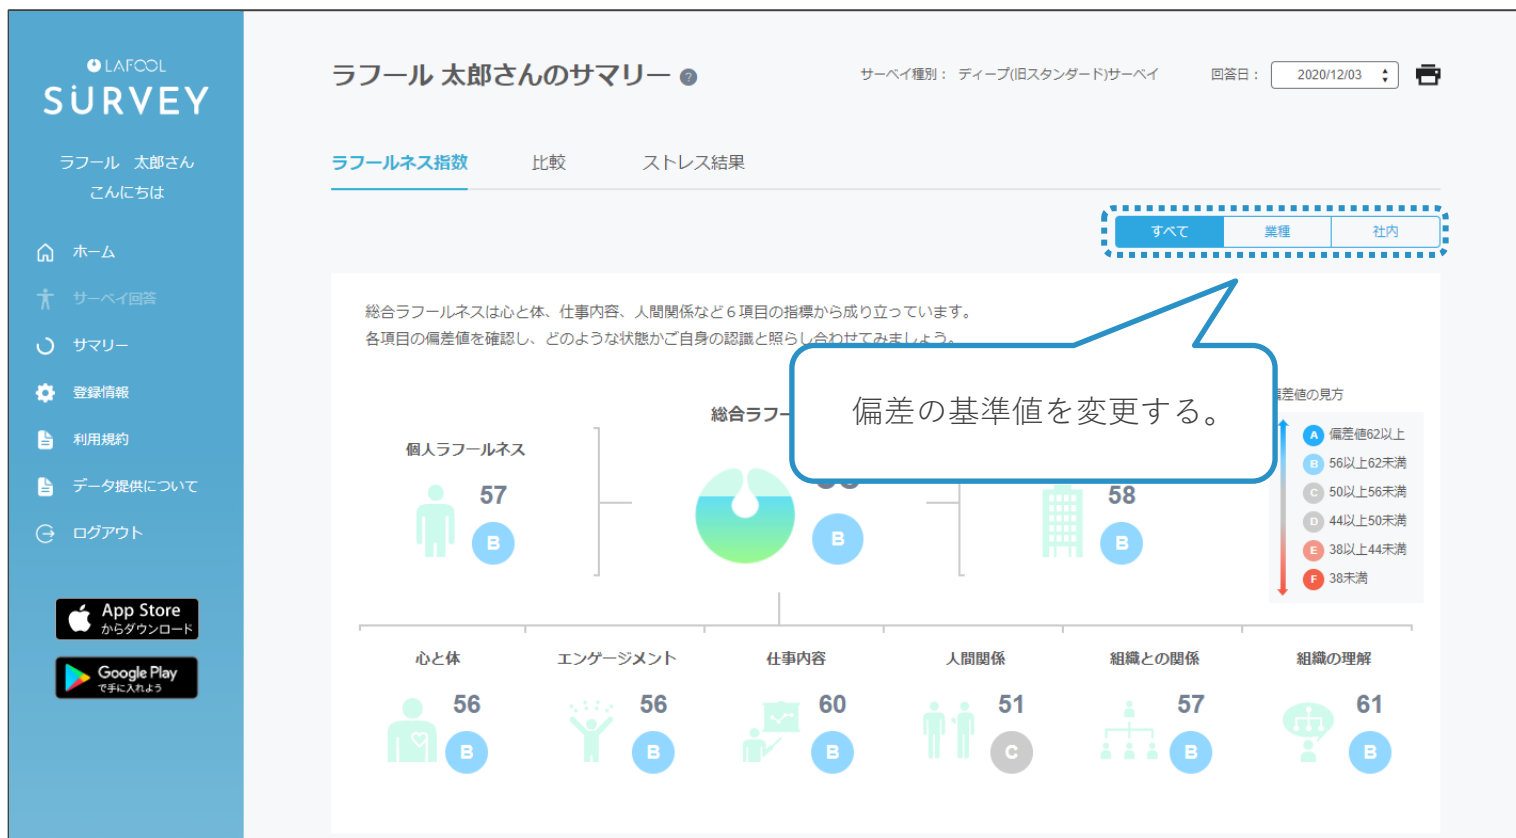 LAFOOL
SURVEY
ラフール 太郎さん
こんにちは
ホーム
サーベイ回答
サマリー
登録情報
利用規約
データ提供について
ログアウト
App Store
からダウンロード
Google Play
で手に入れよう
ラフール 太郎さんのサマリー ?
サーベイ種別： ディープ(旧スタンダード)サーベイ
回答日： 2020/12/03
ラフールネス指数 比較 ストレス結果
すべて 業種 社内
総合ラフールネスは心と体、仕事内容、人間関係など６項目の指標から成り立っています。
各項目の偏差値を確認し、どのような状態かご自身の認識と照らし合わせてみましょう。
偏差の基準値を変更する。
個人ラフールネス
57
B
総合ラフー
B
58
B
差値の見方
A 偏差値62以上
B 56以上62未満
C 50以上56未満
D 44以上50未満
E 38以上44未満
F 38未満
心と体
56
B
エンゲージメント
56
B
仕事内容
60
B
人間関係
51
C
組織との関係
57
B
組織の理解
61
B